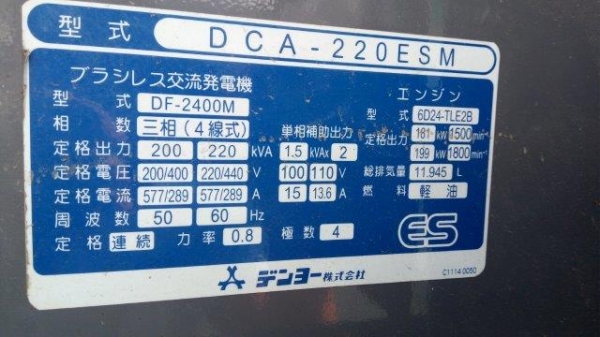 型式 DCA-220ESM
ブラシレス交流発電機
型式 DF-2400M
相数 三相(4線式) 単相補助出力
定格出力 200 220 kVA 1.5 kVA× 2
定格電圧 200/400 220/440 V 100 110 V
定格電流 577/289 577/289 A 15 13.6 A
周波数 50 60 Hz
定格 連続 力率 0.8 極数 4
エンジン
型式 6D24-TLE2B
定格出力 161 kW 1500 min-1
199 kW 1800 min-1
総排気量 11.945 L
燃料 軽油
ES
デンヨー株式会社
C1114 0050